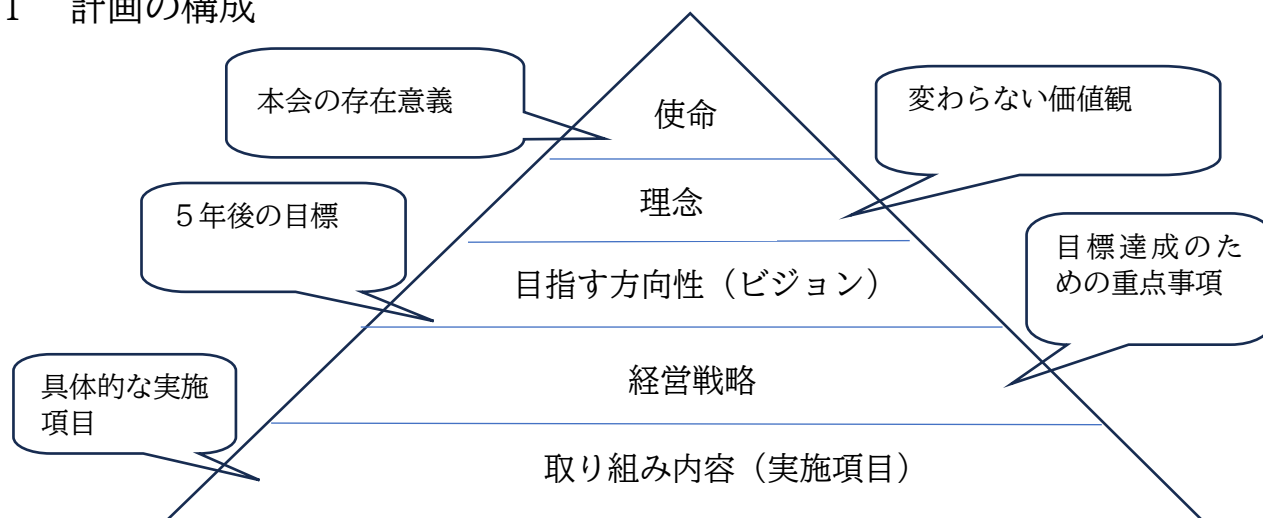 1　計画の構成
本会の存在意義
使命
変わらない価値観
５年後の目標
理念
目標達成のた
めの重点事項
目指す方向性（ビジョン）
具体的な実施
項目
経営戦略
取り組み内容（実施項目）